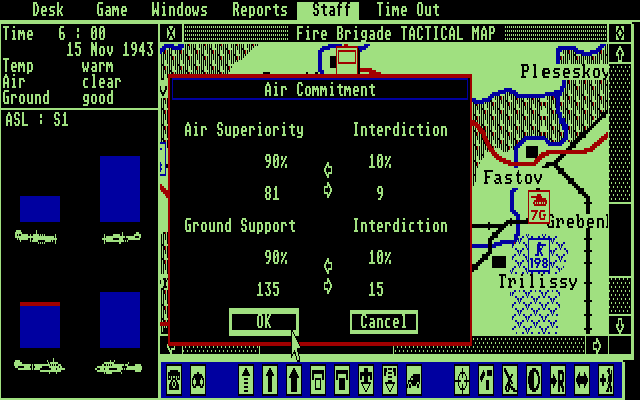 Desk Game Windows Reports Staff Time Out
Time 6 : 00
15 Nov 1943
Temp warm
Air clear
Ground good
ASL : S1
Fire Brigade TACTICAL MAP
Pleseskoy
Fastov
7G
Grebenk
198
Trilissy
Air Commitment
Air Superiority Interdiction
90% 10%
81 9
Ground Support Interdiction
90% 10%
135 15
OK Cancel